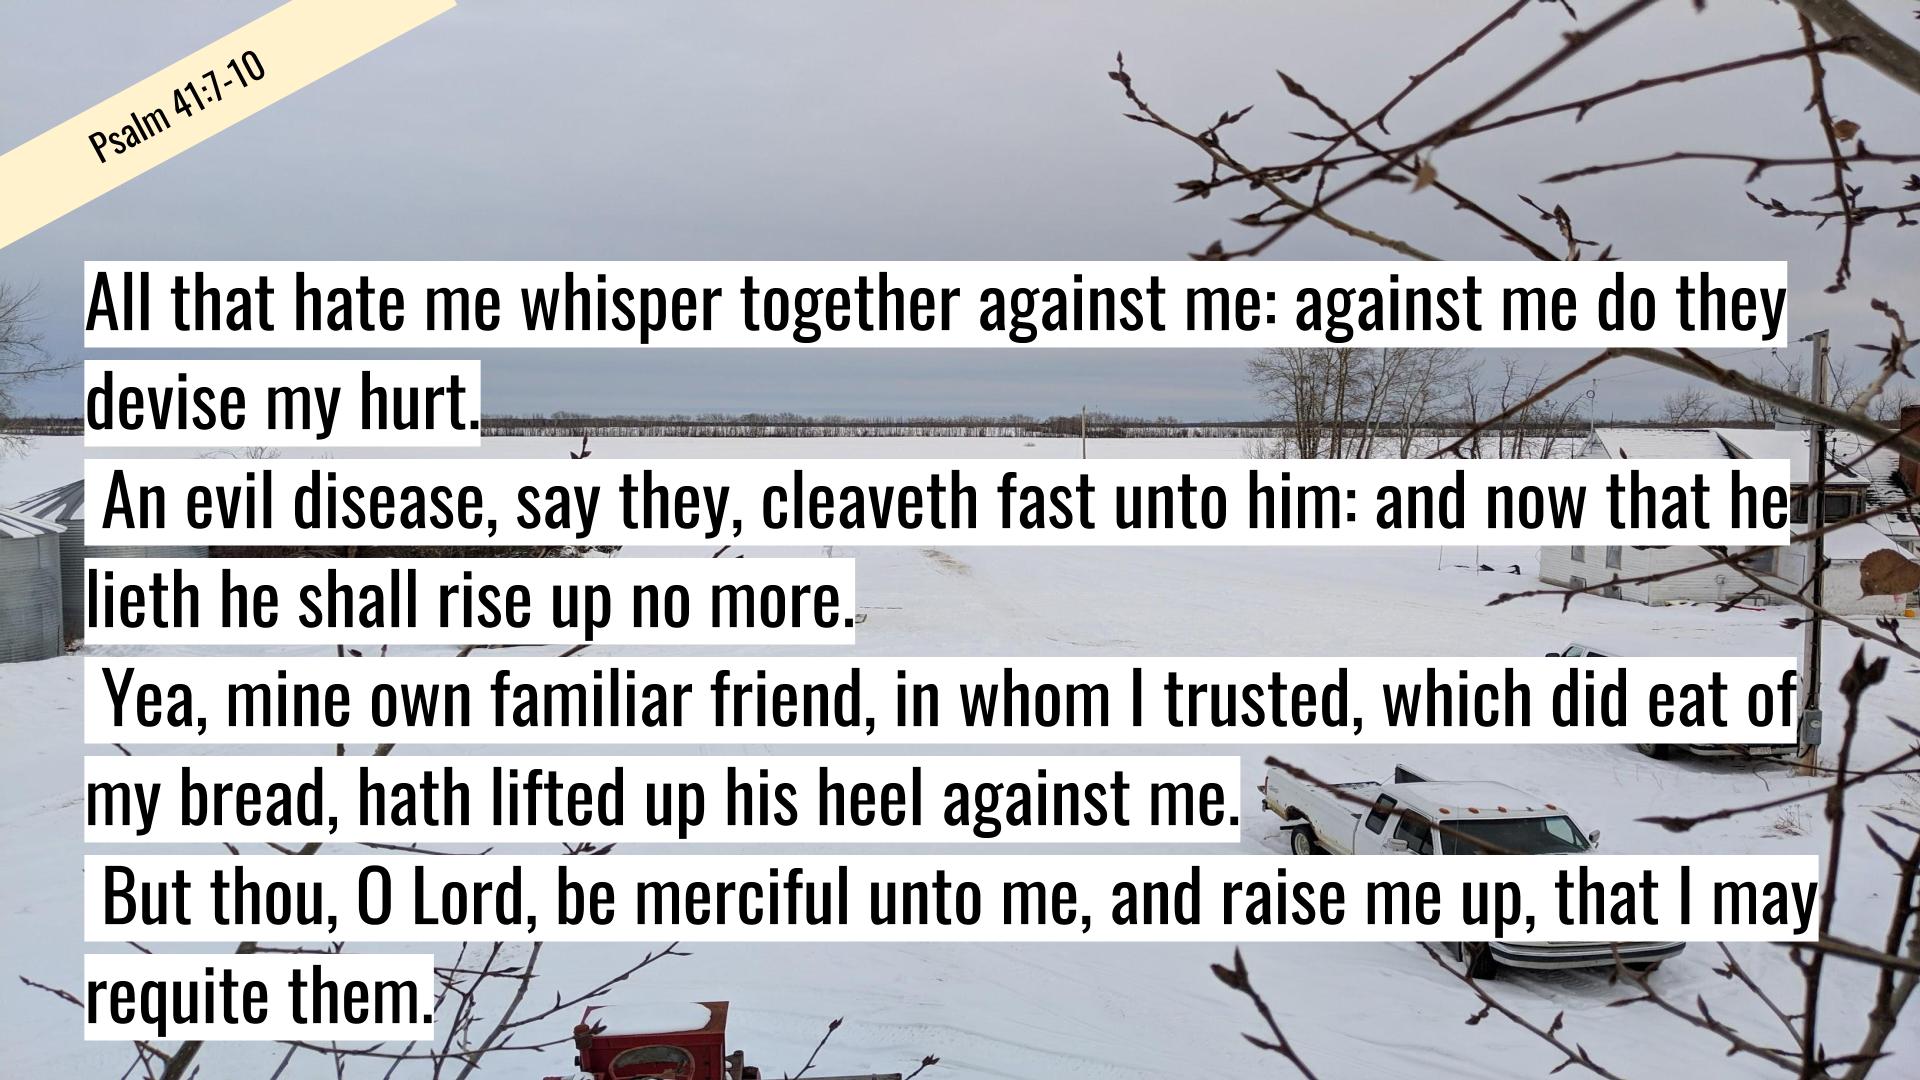 Psalm 41:7-10
All that hate me whisper together against me: against me do they
devise my hurt.
An evil disease, say they, cleaveth fast unto him: and now that he
lieth he shall rise up no more.
Yea, mine own familiar friend, in whom I trusted, which did eat of
my bread, hath lifted up his heel against me.
But thou, O Lord, be merciful unto me, and raise me up, that I may
requite them.